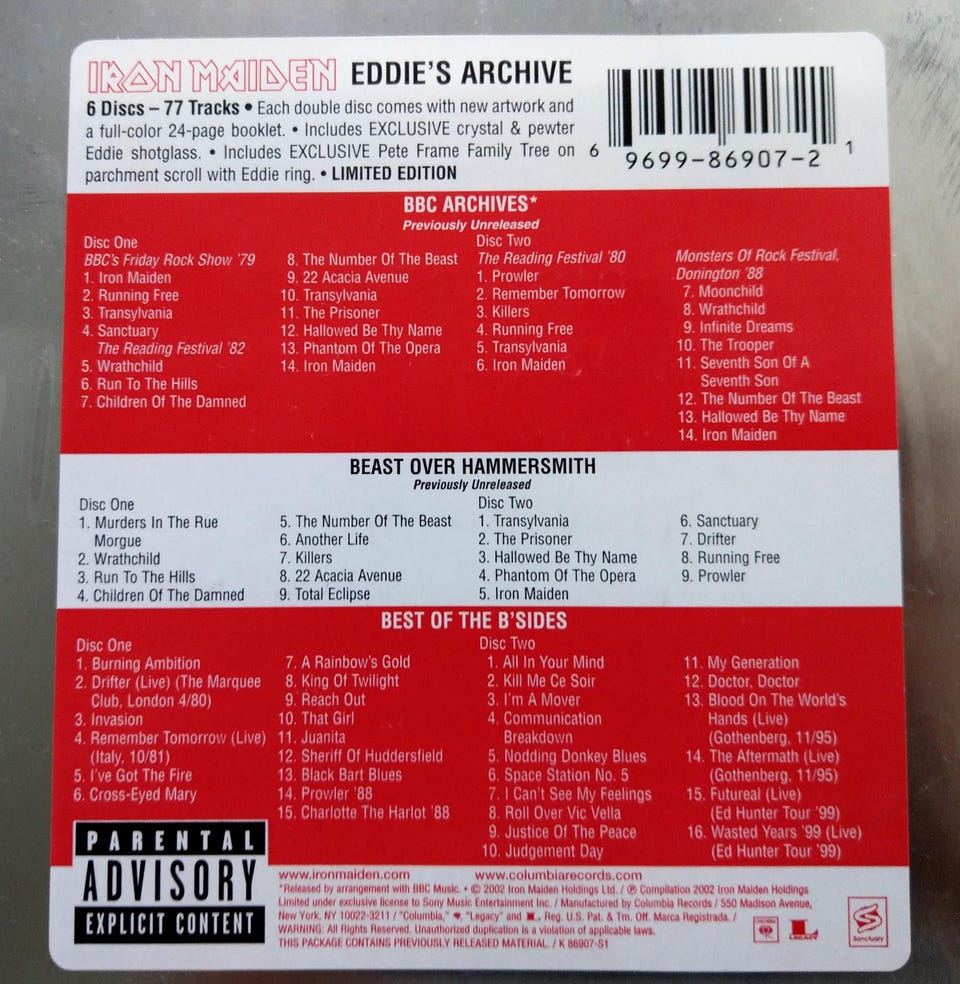 IRON MAIDEN EDDIE'S ARCHIVE
6 Discs – 77 Tracks • Each double disc comes with new artwork and
a full-color 24-page booklet. • Includes EXCLUSIVE crystal & pewter
Eddie shotglass. • Includes EXCLUSIVE Pete Frame Family Tree on
parchment scroll with Eddie ring. • LIMITED EDITION
6 9699-86907-2 1
BBC ARCHIVES*
Previously Unreleased
Disc One
BBC's Friday Rock Show '79
1. Iron Maiden
2. Running Free
3. Transylvania
4. Sanctuary
The Reading Festival '82
5. Wrathchild
6. Run To The Hills
7. Children Of The Damned
8. The Number Of The Beast
9. 22 Acacia Avenue
10. Transylvania
11. The Prisoner
12. Hallowed Be Thy Name
13. Phantom Of The Opera
14. Iron Maiden
Disc Two
The Reading Festival '80
1. Prowler
2. Remember Tomorrow
3. Killers
4. Running Free
5. Transylvania
6. Iron Maiden
Monsters Of Rock Festival,
Donington '88
7. Moonchild
8. Wrathchild
9. Infinite Dreams
10. The Trooper
11. Seventh Son Of A
Seventh Son
12. The Number Of The Beast
13. Hallowed Be Thy Name
14. Iron Maiden
BEAST OVER HAMMERSMITH
Previously Unreleased
Disc One
1. Murders In The Rue
Morgue
2. Wrathchild
3. Run To The Hills
4. Children Of The Damned
5. The Number Of The Beast
6. Another Life
7. Killers
8. 22 Acacia Avenue
9. Total Eclipse
Disc Two
1. Transylvania
2. The Prisoner
3. Hallowed Be Thy Name
4. Phantom Of The Opera
5. Iron Maiden
6. Sanctuary
7. Drifter
8. Running Free
9. Prowler
BEST OF THE B'SIDES
Disc One
1. Burning Ambition
2. Drifter (Live) (The Marquee
Club, London 4/80)
3. Invasion
4. Remember Tomorrow (Live)
(Italy, 10/81)
5. I've Got The Fire
6. Cross-Eyed Mary
7. A Rainbow's Gold
8. King Of Twilight
9. Reach Out
10. That Girl
11. Juanita
12. Sheriff Of Huddersfield
13. Black Bart Blues
14. Prowler '88
15. Charlotte The Harlot '88
Disc Two
1. All In Your Mind
2. Kill Me Ce Soir
3. I'm A Mover
4. Communication
Breakdown
5. Nodding Donkey Blues
6. Space Station No. 5
7. I Can't See My Feelings
8. Roll Over Vic Vella
9. Justice Of The Peace
10. Judgement Day
11. My Generation
12. Doctor, Doctor
13. Blood On The World's
Hands (Live)
(Gothenberg, 11/95)
14. The Aftermath (Live)
(Gothenberg, 11/95)
15. Futureal (Live)
(Ed Hunter Tour '99)
16. Wasted Years '99 (Live)
(Ed Hunter Tour '99)
PARENTAL
ADVISORY
EXPLICIT CONTENT
www.ironmaiden.com www.columbiarecords.com
*Released by arrangement with BBC Music. • © 2002 Iron Maiden Holdings Ltd. / ℗ Compilation 2002 Iron Maiden Holdings
Limited under exclusive license to Sony Music Entertainment Inc. / Manufactured by Columbia Records / 550 Madison Avenue,
New York, NY 10022-3211 / "Columbia," "Legacy" and Reg. U.S. Pat. & Tm. Off. Marca Registrada. /
WARNING: All Rights Reserved. Unauthorized duplication is a violation of applicable laws.
THIS PACKAGE CONTAINS PREVIOUSLY RELEASED MATERIAL. / K 86907-S1
COLUMBIA
LEGACY
Sanctuary